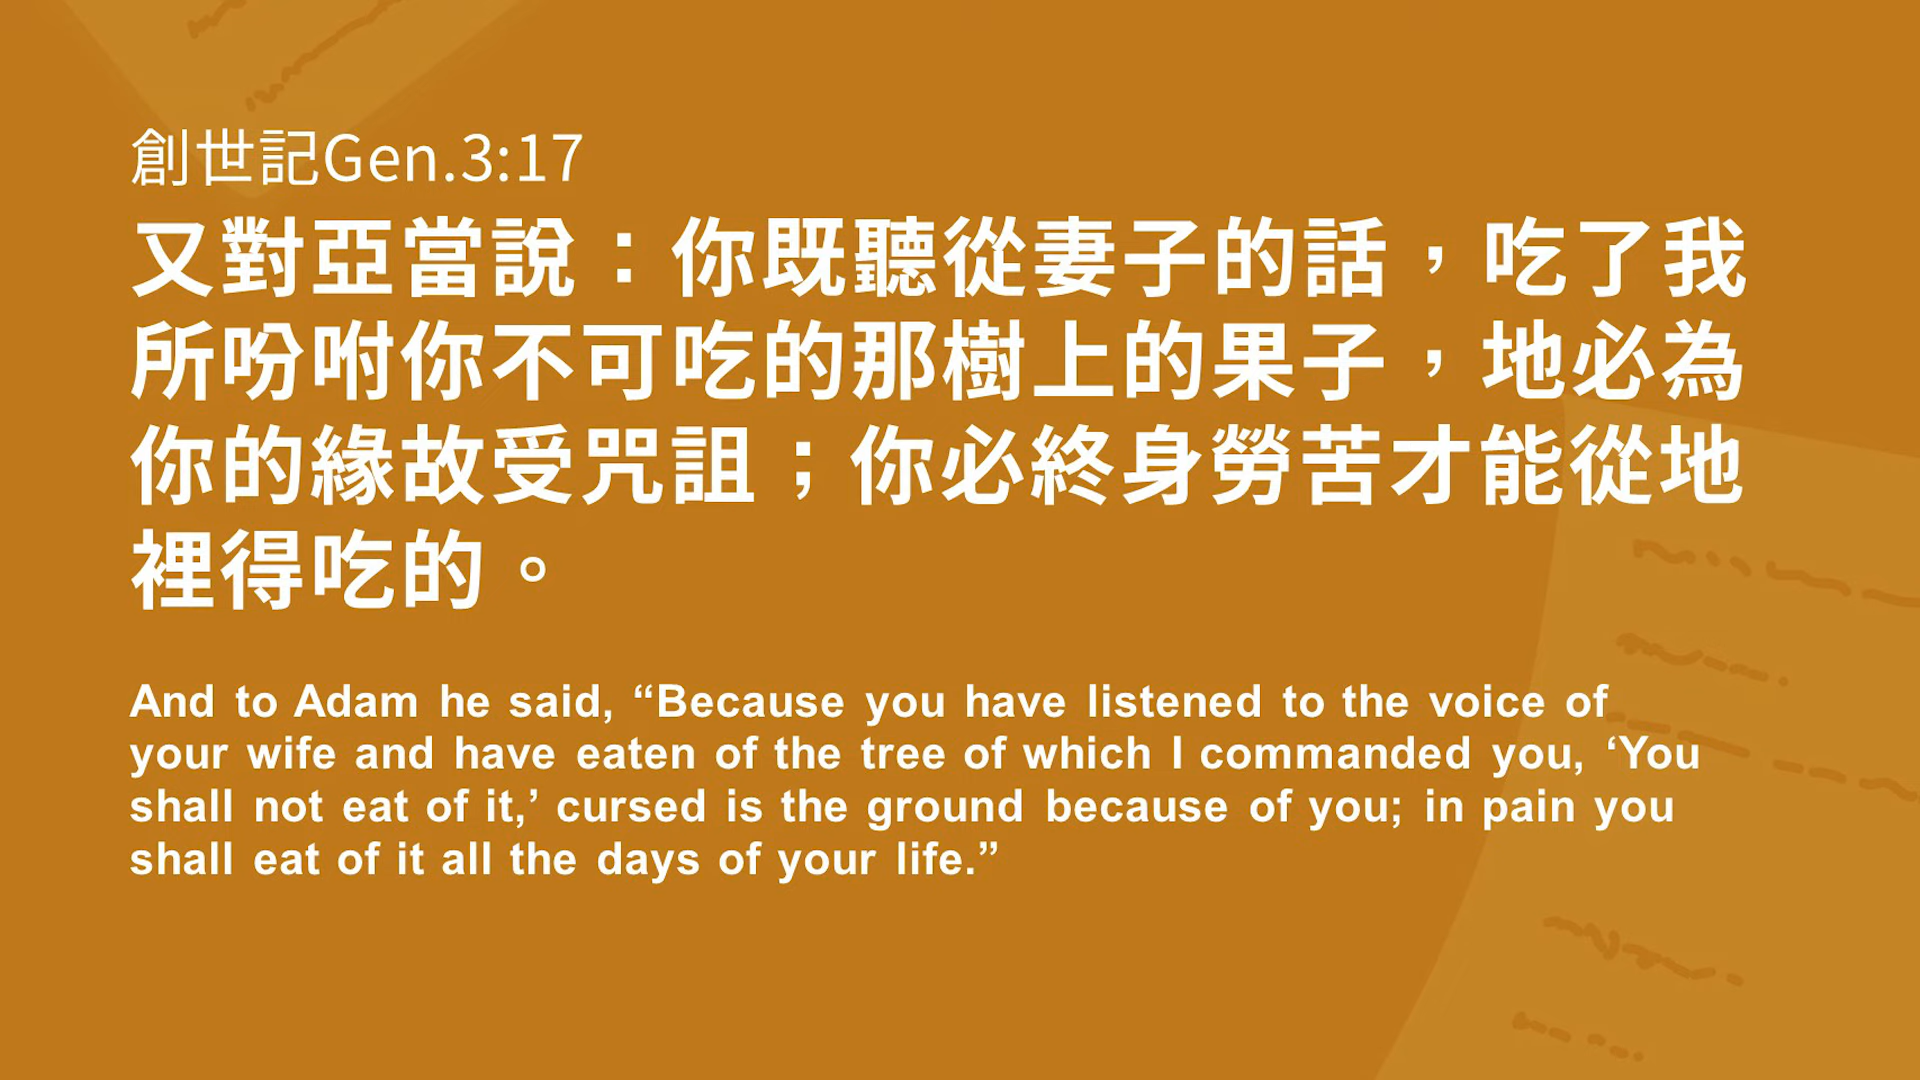 創世記Gen.3:17
又對亞當說：你既聽從妻子的話，吃了我
所吩咐你不可吃的那樹上的果子，地必為
你的緣故受咒詛；你必終身勞苦才能從地
裡得吃的。
And to Adam he said, “Because you have listened to the voice of
your wife and have eaten of the tree of which I commanded you, ‘You
shall not eat of it,’ cursed is the ground because of you; in pain you
shall eat of it all the days of your life.”